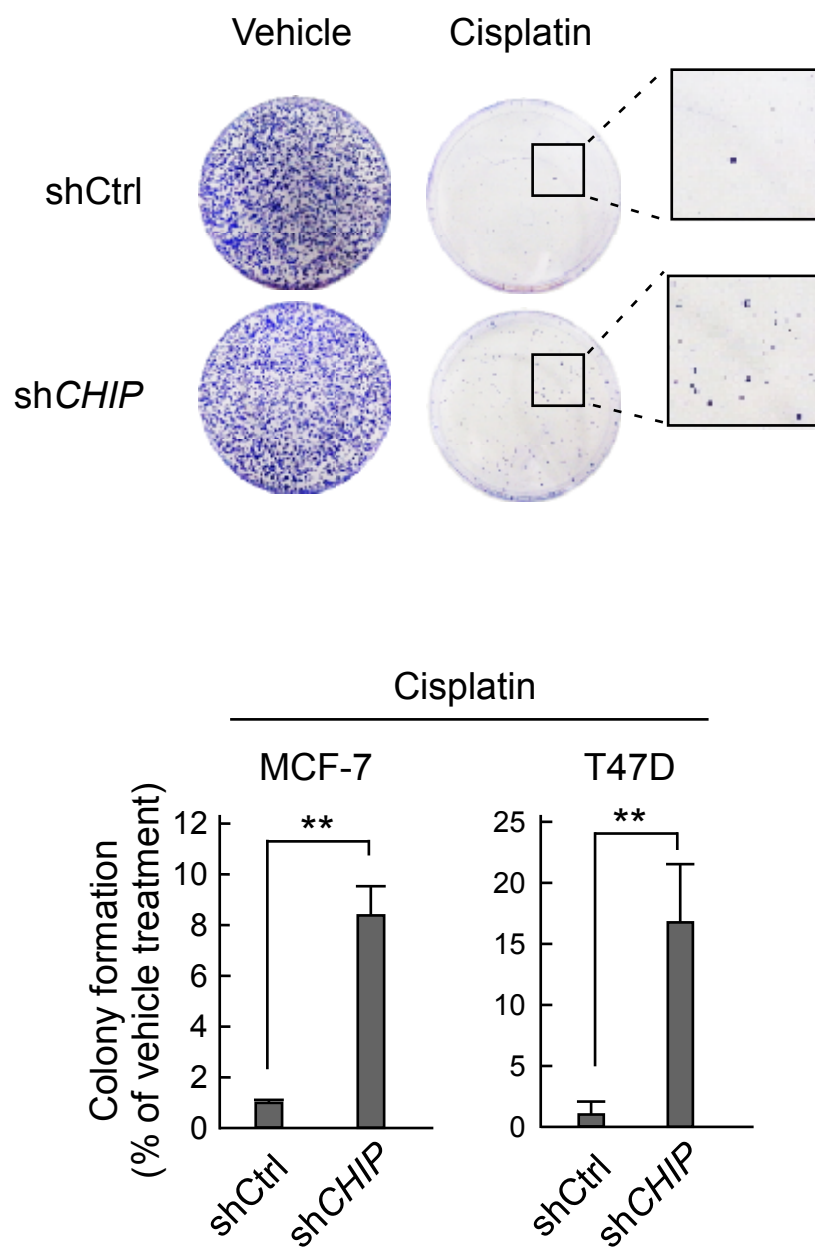 Vehicle Cisplatin
shCtrl
shCHIP
Cisplatin
MCF-7 T47D
Colony formation
(% of vehicle treatment)
12
10
8
6
4
2
0
**
shCtrl
shCHIP
25
20
15
10
5
0
**
shCtrl
shCHIP